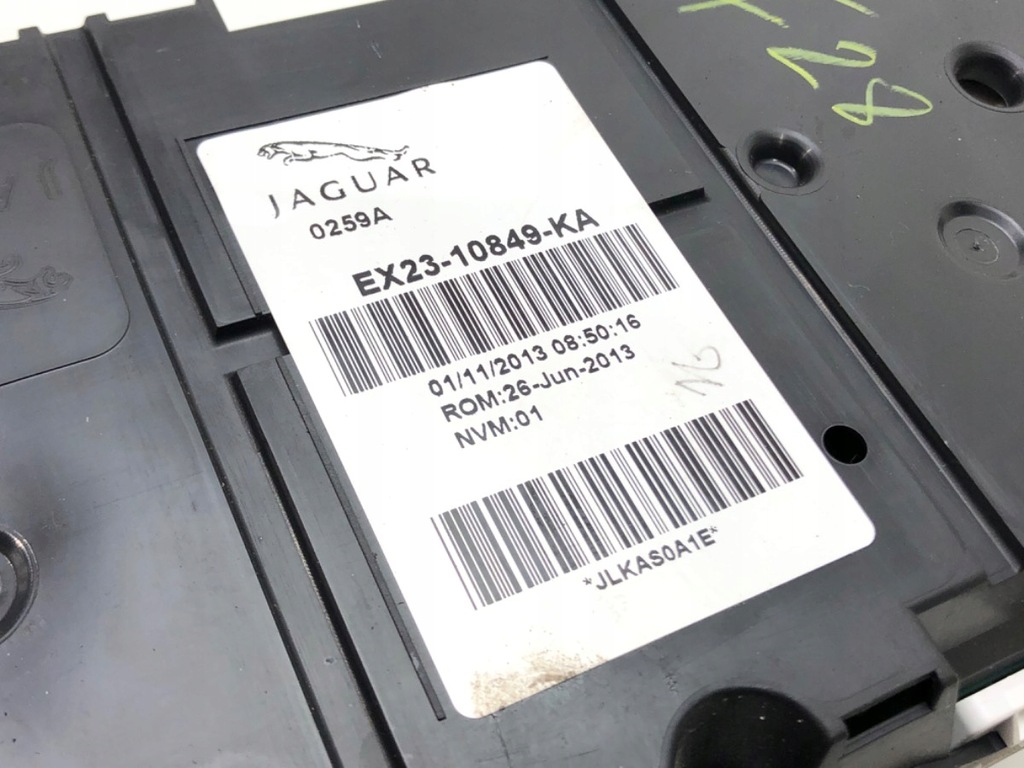 JAGUAR
0259A
EX23-10849-KA
01/11/2013 08:50:16
ROM:26-Jun-2013
NVM:01
*JLKAS0A1E*